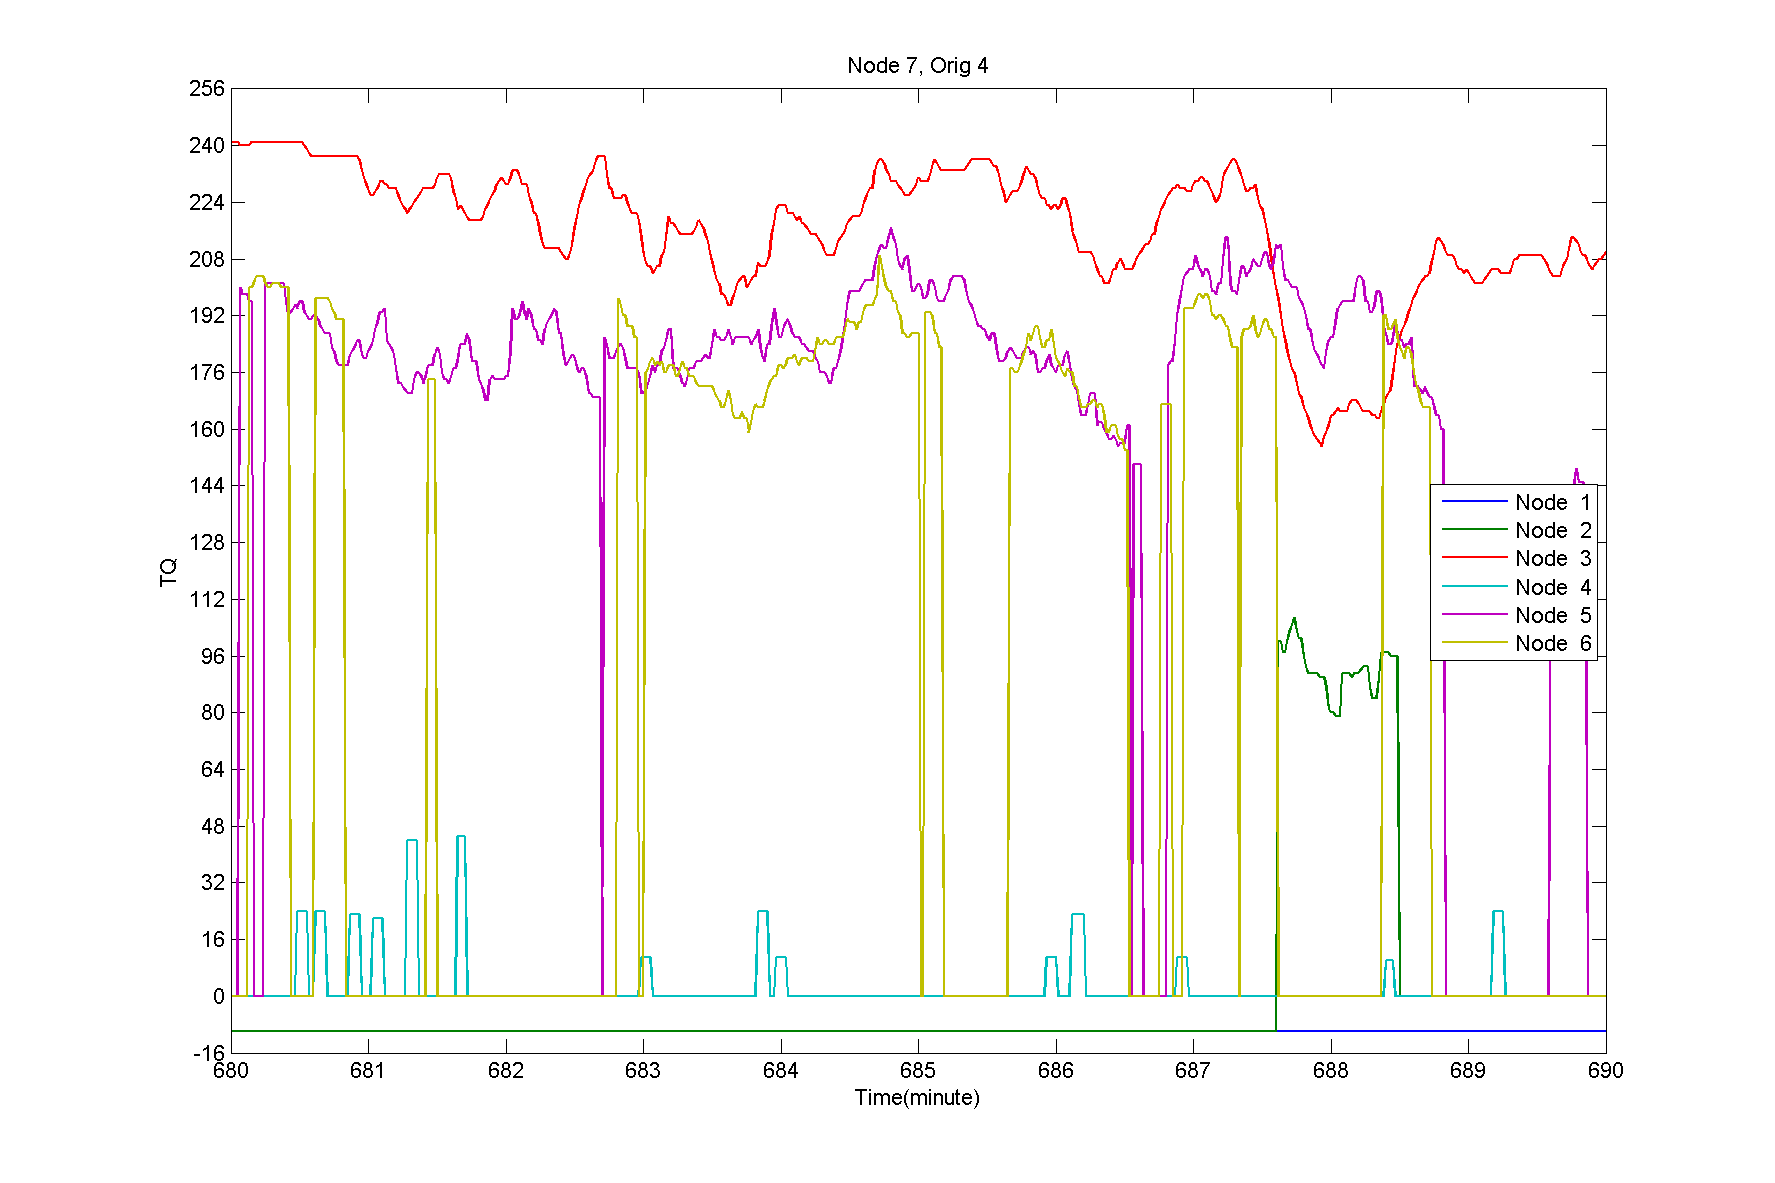 Node 7, Orig 4
256
240
224
208
192
176
160
144
128
112
96
80
64
48
32
16
0
-16
TQ
Node 1
Node 2
Node 3
Node 4
Node 5
Node 6
680 681 682 683 684 685 686 687 688 689 690
Time(minute)